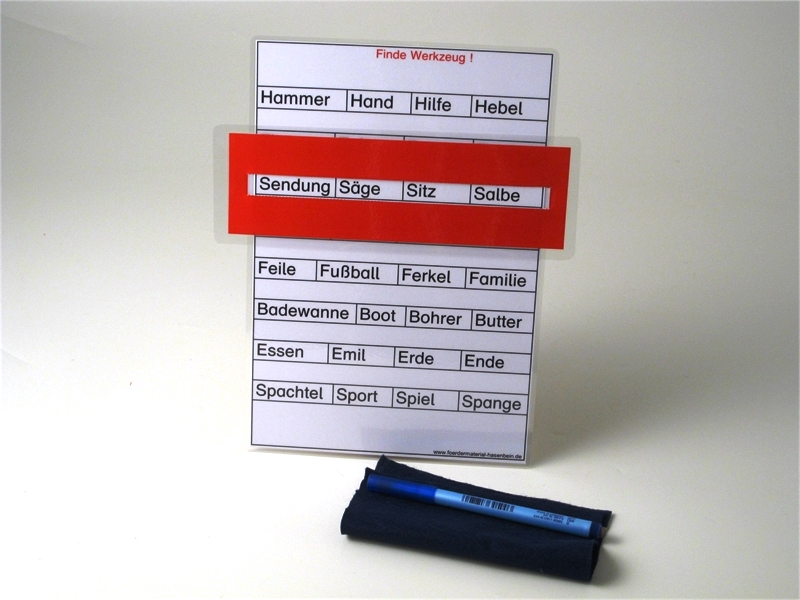 Finde Werkzeug !
Hammer Hand Hilfe Hebel
Sendung Säge Sitz Salbe
Feile Fußball Ferkel Familie
Badewanne Boot Bohrer Butter
Essen Emil Erde Ende
Spachtel Sport Spiel Spange
www.foerdermaterial-hasenbein.de